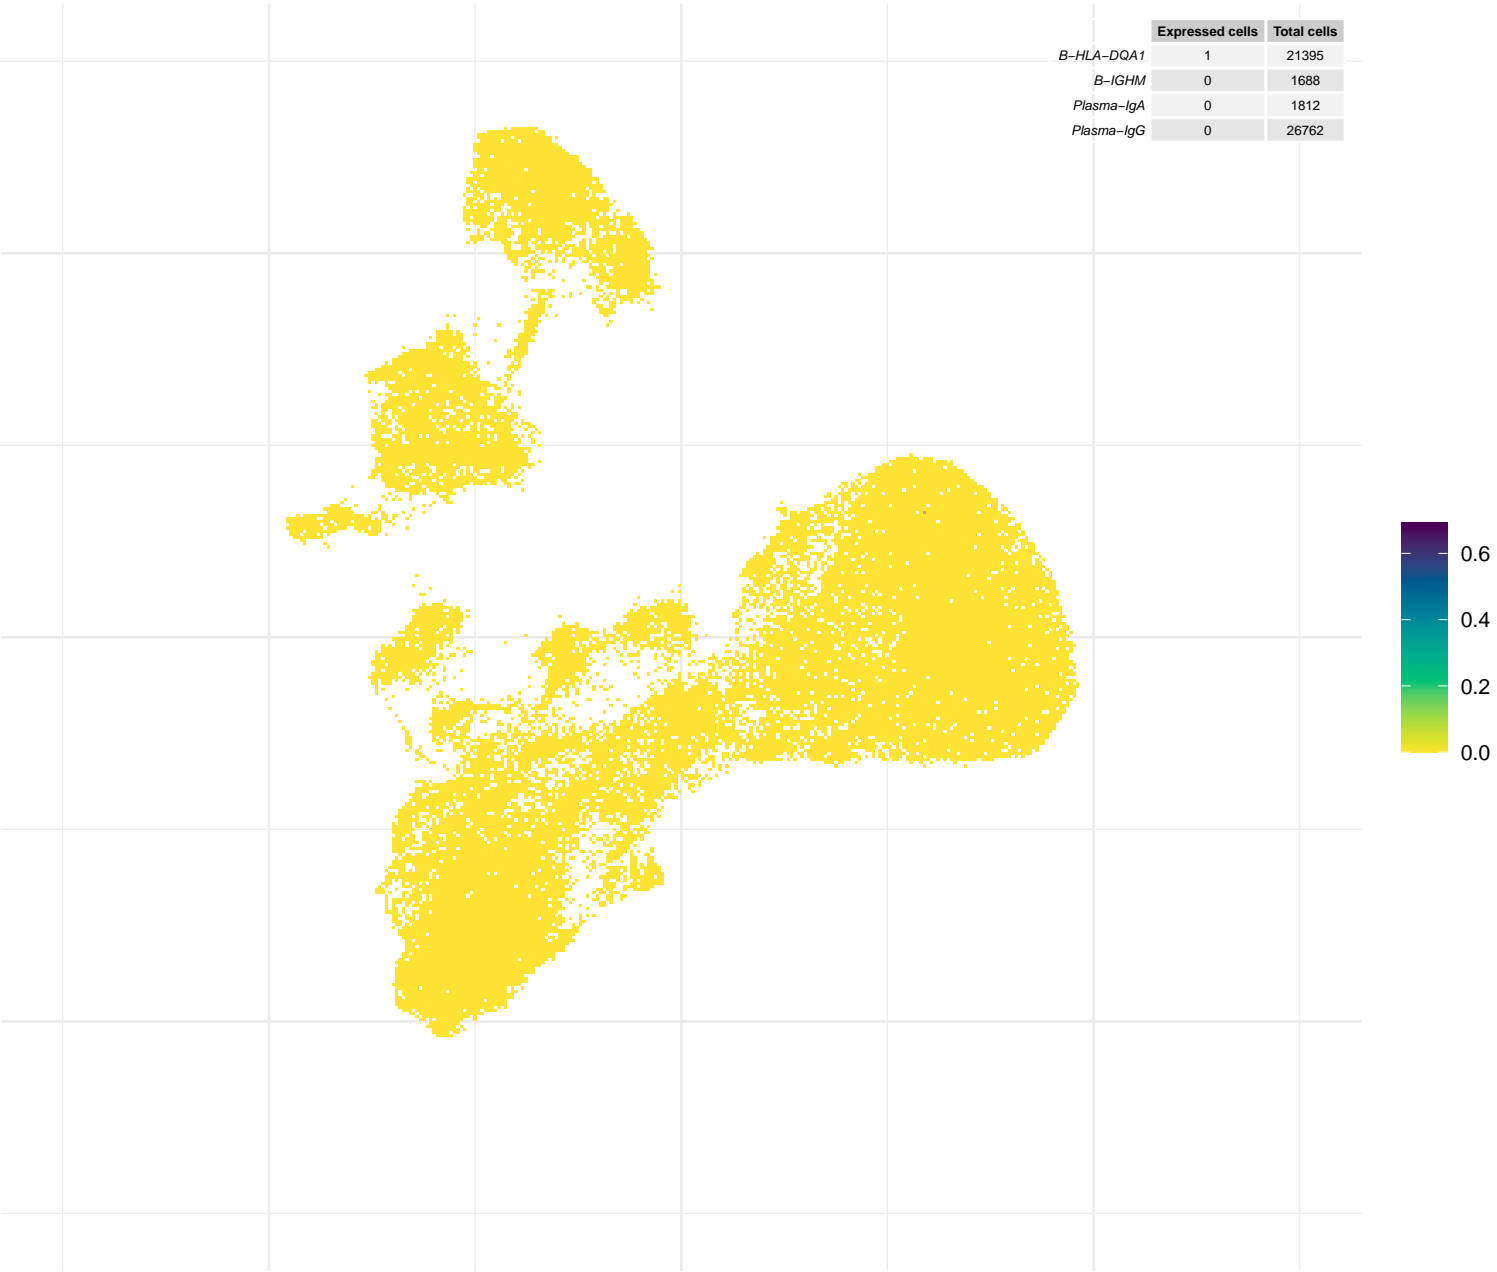 Expressed cells Total cells
B−HLA−DQA1 1 21395
B−IGHM 0 1688
Plasma−IgA 0 1812
Plasma−IgG 0 26762
0.6
0.4
0.2
0.0